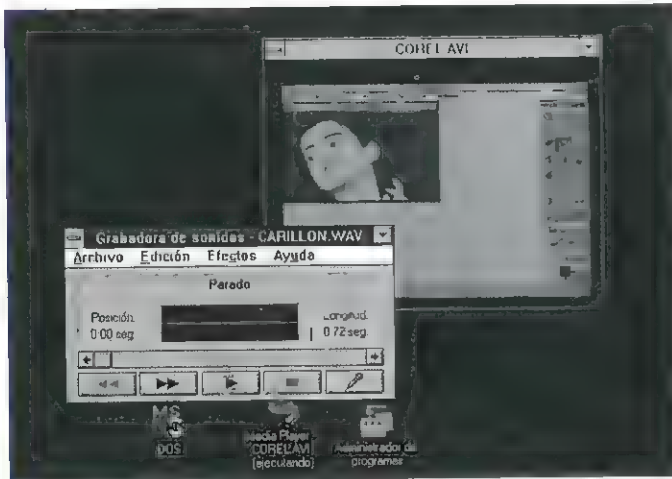 COREL.AVI
Grabadora de sonidos - CARILLON.WAV
Archivo Edición Efectos Ayuda
Parado
Posición. Longitud.
0.00 seg. 0.72 seg.
MS
DOS
Media Player -
COREL.AVI
(ejecutando)
Administrador de
programas